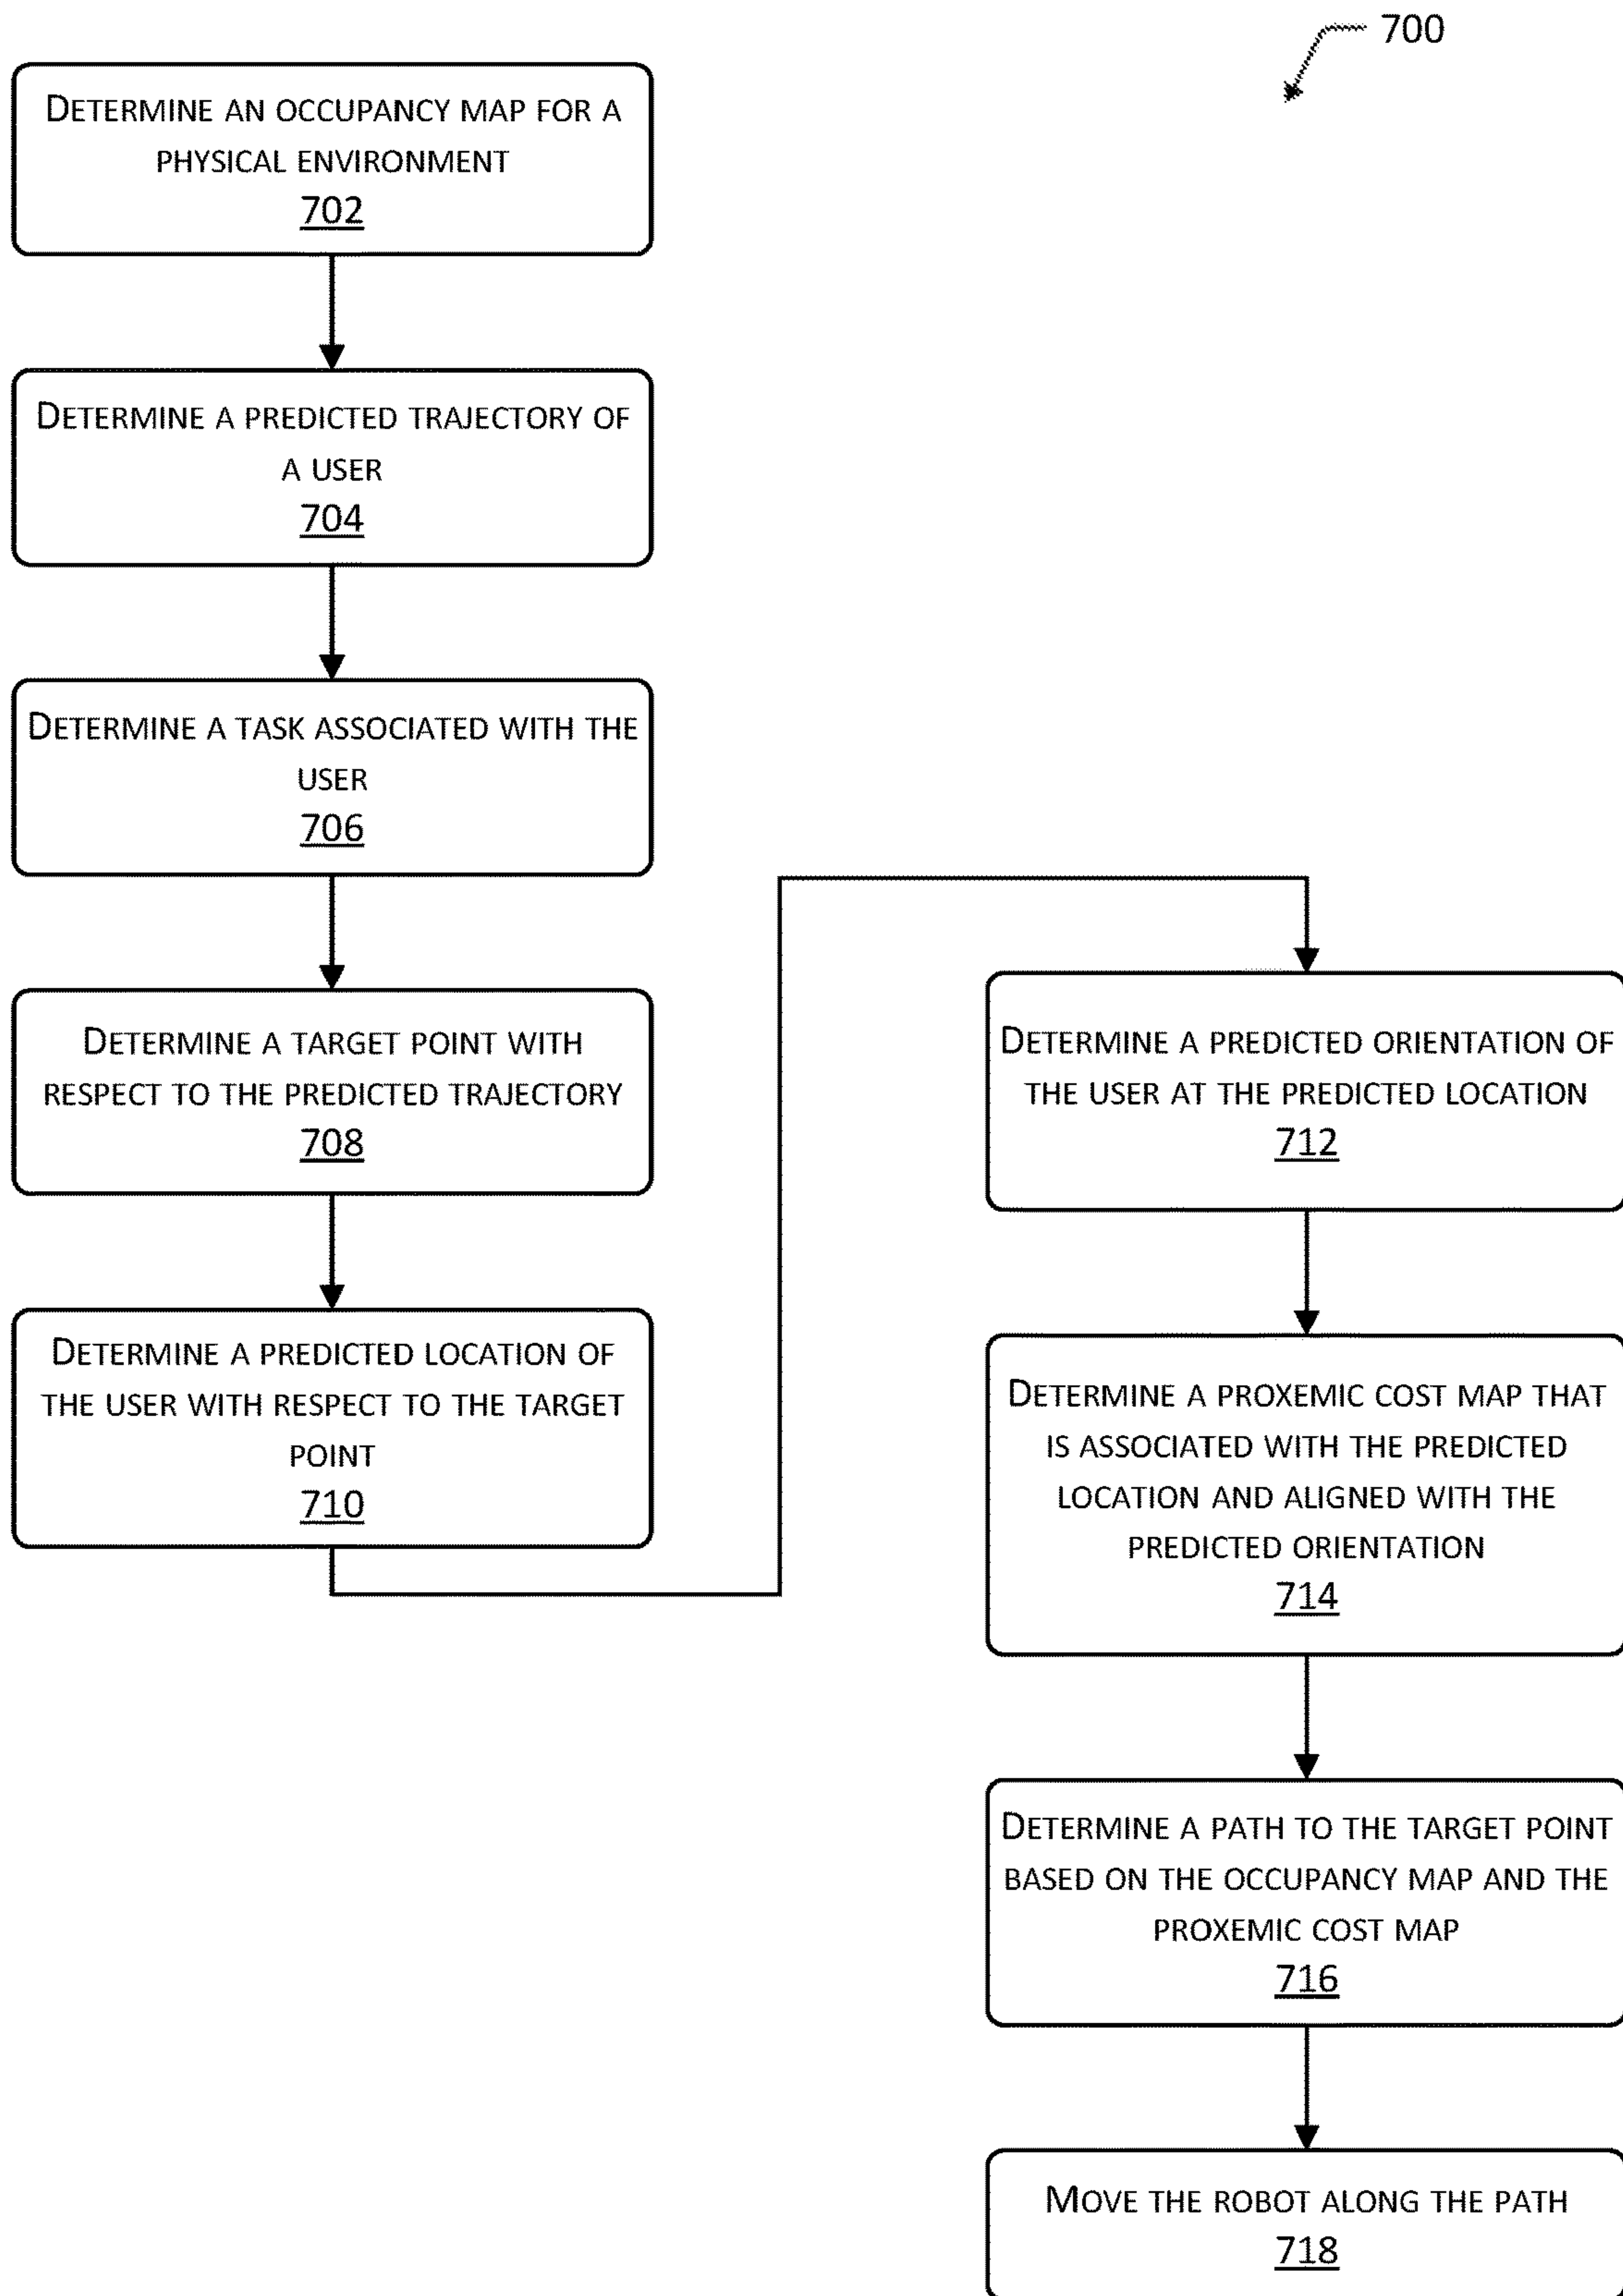 700
DETERMINE AN OCCUPANCY MAP FOR A
PHYSICAL ENVIRONMENT
702
DETERMINE A PREDICTED TRAJECTORY OF
A USER
704
DETERMINE A TASK ASSOCIATED WITH THE
USER
706
DETERMINE A TARGET POINT WITH
RESPECT TO THE PREDICTED TRAJECTORY
708
DETERMINE A PREDICTED LOCATION OF
THE USER WITH RESPECT TO THE TARGET
POINT
710
DETERMINE A PREDICTED ORIENTATION OF
THE USER AT THE PREDICTED LOCATION
712
DETERMINE A PROXEMIC COST MAP THAT
IS ASSOCIATED WITH THE PREDICTED
LOCATION AND ALIGNED WITH THE
PREDICTED ORIENTATION
714
DETERMINE A PATH TO THE TARGET POINT
BASED ON THE OCCUPANCY MAP AND THE
PROXEMIC COST MAP
716
MOVE THE ROBOT ALONG THE PATH
718